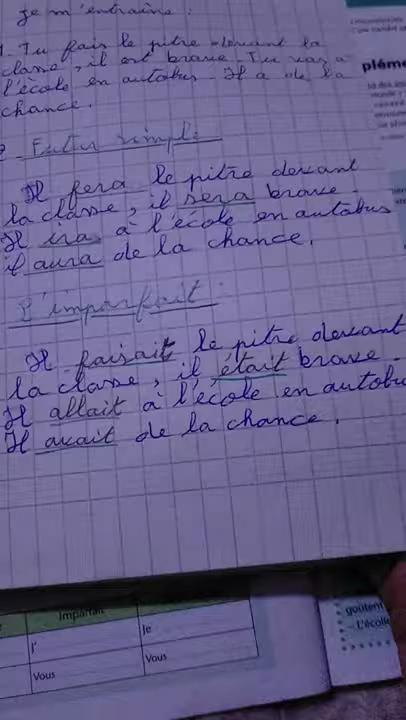 je m'entraîne :
1. Tu fais le pitre devant la
classe, il est brave. Tu vas à
l'école en autobus. Il a de la
chance.
Futur simple
Il fera le pitre devant
la classe, il sera brave.
Il iras à l'école en autobus
il aura de la chance.
L'imparfait :
Il faisait le pitre devant
la classe, il était brave.
Il allait à l'école en autobu
Il avait de la chance.
plém
Imparfait
j'
Je
Vous
Vous
goûtent
- L'écol